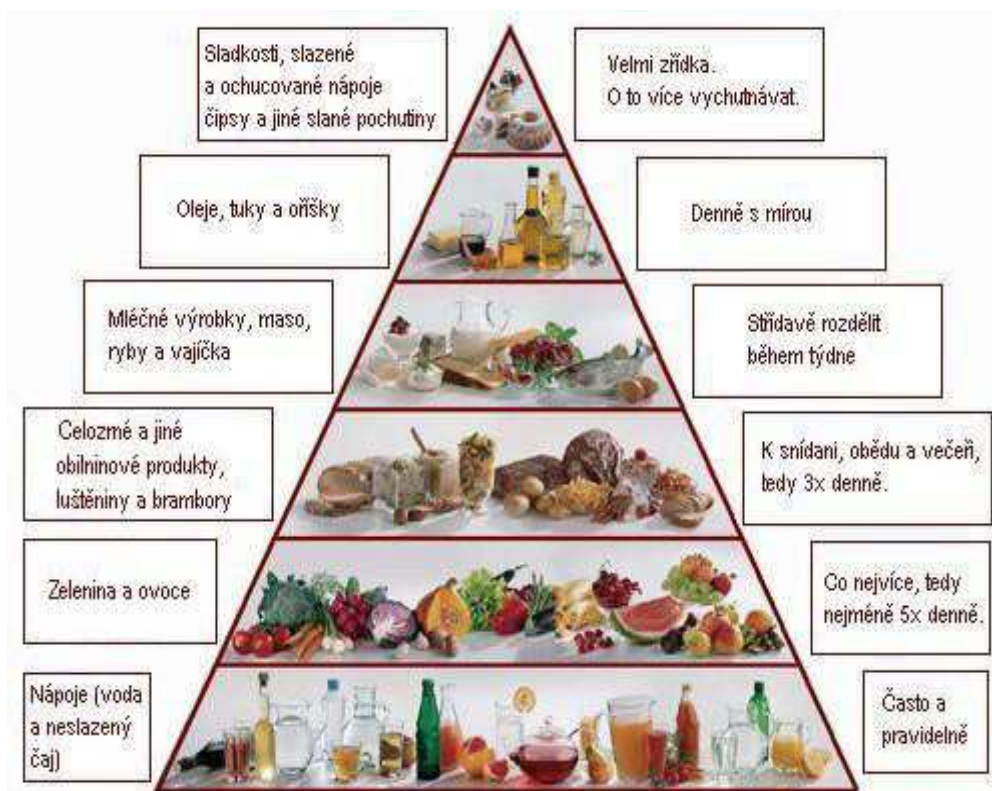 Sladkosti, slazené
a ochucované nápoje
čipsy a jiné slané pochutiny
Velmi zřídka.
O to více vychutnávat.
Oleje, tuky a oříšky
Denně s mírou
Mléčné výrobky, maso,
ryby a vajíčka
Střídavě rozdělit
během týdne
Celozrné a jiné
obilninové produkty,
luštěniny a brambory
K snídani, obědu a večeři,
tedy 3x denně.
Zelenina a ovoce
Co nejvíce, tedy
nejméně 5x denně.
Nápoje (voda
a neslazený
čaj)
Často a
pravidelně